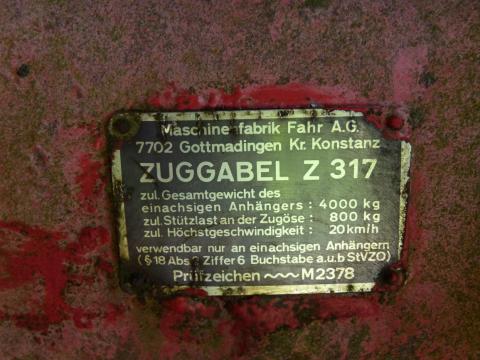 Maschinenfabrik Fahr A.G.
7702 Gottmadingen Kr. Konstanz
ZUGGABEL Z 317
zul. Gesamtgewicht des
einachsigen Anhängers : 4000 kg
zul. Stützlast an der Zugöse : 800 kg
zul. Höchstgeschwindigkeit : 20 km/h
verwendbar nur an einachsigen Anhängern
(§ 18 Abs 2 Ziffer 6 Buchstabe a.u.b StVZO)
Prüfzeichen ~~~ M2378